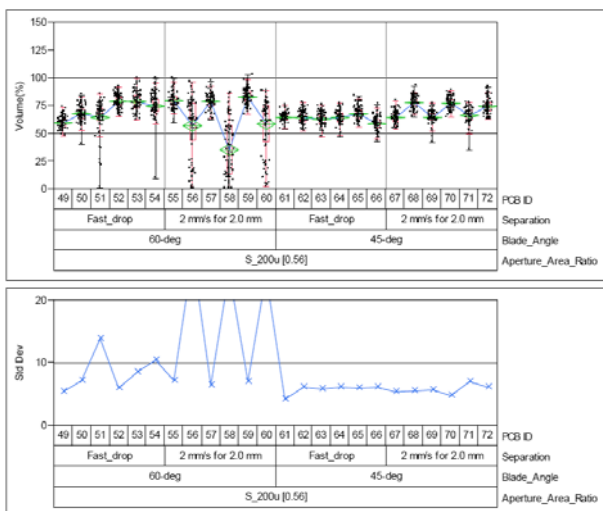 150
125
100
75
50
25
0
Volume(%)
49 50 51 52 53 54 55 56 57 58 59 60 61 62 63 64 65 66 67 68 69 70 71 72 PCB ID
Fast_drop 2 mm/s for 2.0 mm Fast_drop 2 mm/s for 2.0 mm Separation
60-deg 45-deg Blade_Angle
S_200u [0.56] Aperture_Area_Ratio
20
10
0
Std Dev
49 50 51 52 53 54 55 56 57 58 59 60 61 62 63 64 65 66 67 68 69 70 71 72 PCB ID
Fast_drop 2 mm/s for 2.0 mm Fast_drop 2 mm/s for 2.0 mm Separation
60-deg 45-deg Blade_Angle
S_200u [0.56] Aperture_Area_Ratio